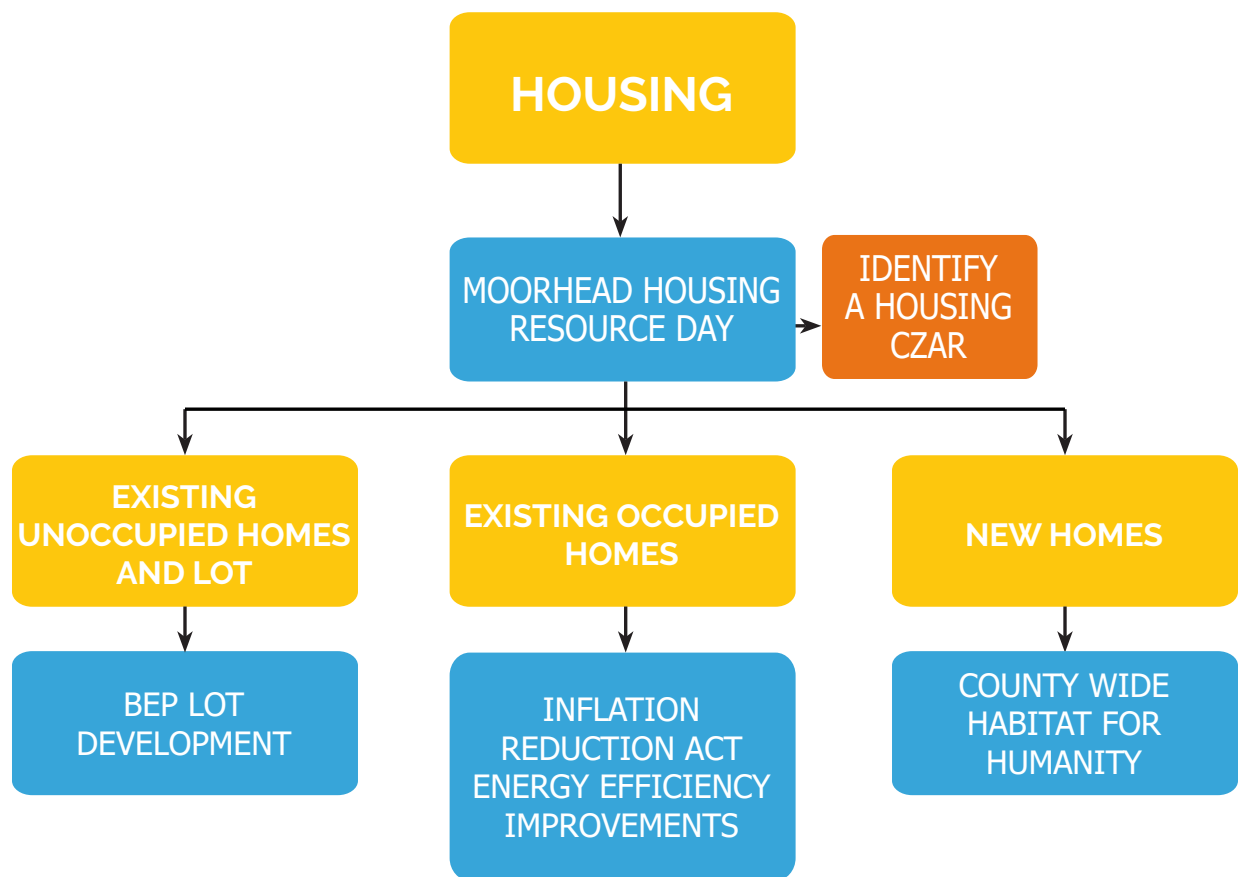 HOUSING
MOORHEAD HOUSING
RESOURCE DAY
IDENTIFY
A HOUSING
CZAR
EXISTING
UNOCCUPIED HOMES
AND LOT
EXISTING OCCUPIED
HOMES
NEW HOMES
BEP LOT
DEVELOPMENT
INFLATION
REDUCTION ACT
ENERGY EFFICIENCY
IMPROVEMENTS
COUNTY WIDE
HABITAT FOR
HUMANITY